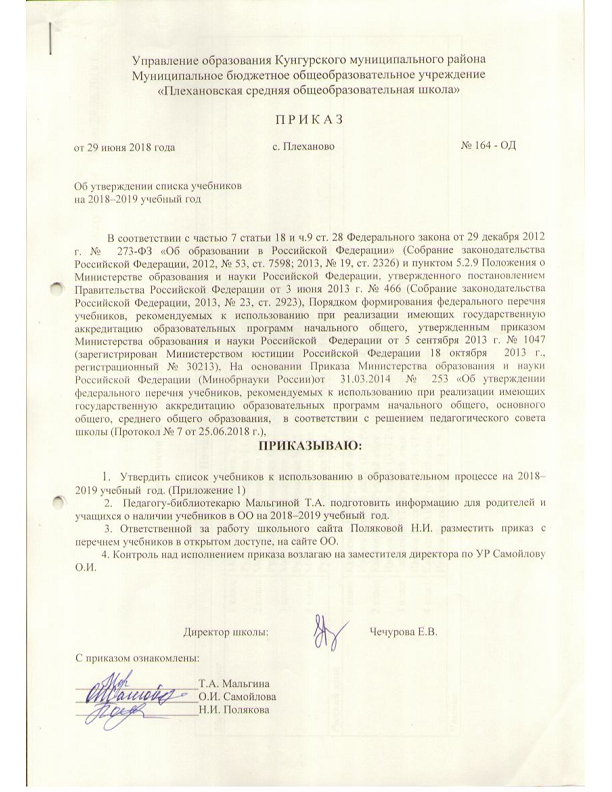 Управление образования Кунгурского муниципального района
Муниципальное бюджетное общеобразовательное учреждение
«Плехановская средняя общеобразовательная школа»
П Р И К А З
от 29 июня 2018 года с. Плеханово № 164 - ОД
Об утверждении списка учебников
на 2018–2019 учебный год
В соответствии с частью 7 статьи 18 и ч.9 ст. 28 Федерального закона от 29 декабря 2012
г. № 273-ФЗ «Об образовании в Российской Федерации» (Собрание законодательства
Российской Федерации, 2012, № 53, ст. 7598; 2013, № 19, ст. 2326) и пунктом 5.2.9 Положения о
Министерстве образования и науки Российской Федерации, утвержденного постановлением
Правительства Российской Федерации от 3 июня 2013 г. № 466 (Собрание законодательства
Российской Федерации, 2013, № 23, ст. 2923), Порядком формирования федерального перечня
учебников, рекомендуемых к использованию при реализации имеющих государственную
аккредитацию образовательных программ начального общего, утвержденным приказом
Министерства образования и науки Российской Федерации от 5 сентября 2013 г. № 1047
(зарегистрирован Министерством юстиции Российской Федерации 18 октября 2013 г.,
регистрационный № 30213), На основании Приказа Министерства образования и науки
Российской Федерации (Минобрнауки России)от 31.03.2014 № 253 «Об утверждении
федерального перечня учебников, рекомендуемых к использованию при реализации имеющих
государственную аккредитацию образовательных программ начального общего, основного
общего, среднего общего образования, в соответствии с решением педагогического совета
школы (Протокол № 7 от 25.06.2018 г.),
ПРИКАЗЫВАЮ:
1. Утвердить список учебников к использованию в образовательном процессе на 2018–
2019 учебный год. (Приложение 1)
2. Педагогу-библиотекарю Мальгиной Т.А. подготовить информацию для родителей и
учащихся о наличии учебников в ОО на 2018–2019 учебный год.
3. Ответственной за работу школьного сайта Поляковой Н.И. разместить приказ с
перечнем учебников в открытом доступе, на сайте ОО.
4. Контроль над исполнением приказа возлагаю на заместителя директора по УР Самойлову
О.И.
Директор школы: Чечурова Е.В.
С приказом ознакомлены:
Т.А. Мальгина
О.И. Самойлова
Н.И. Полякова